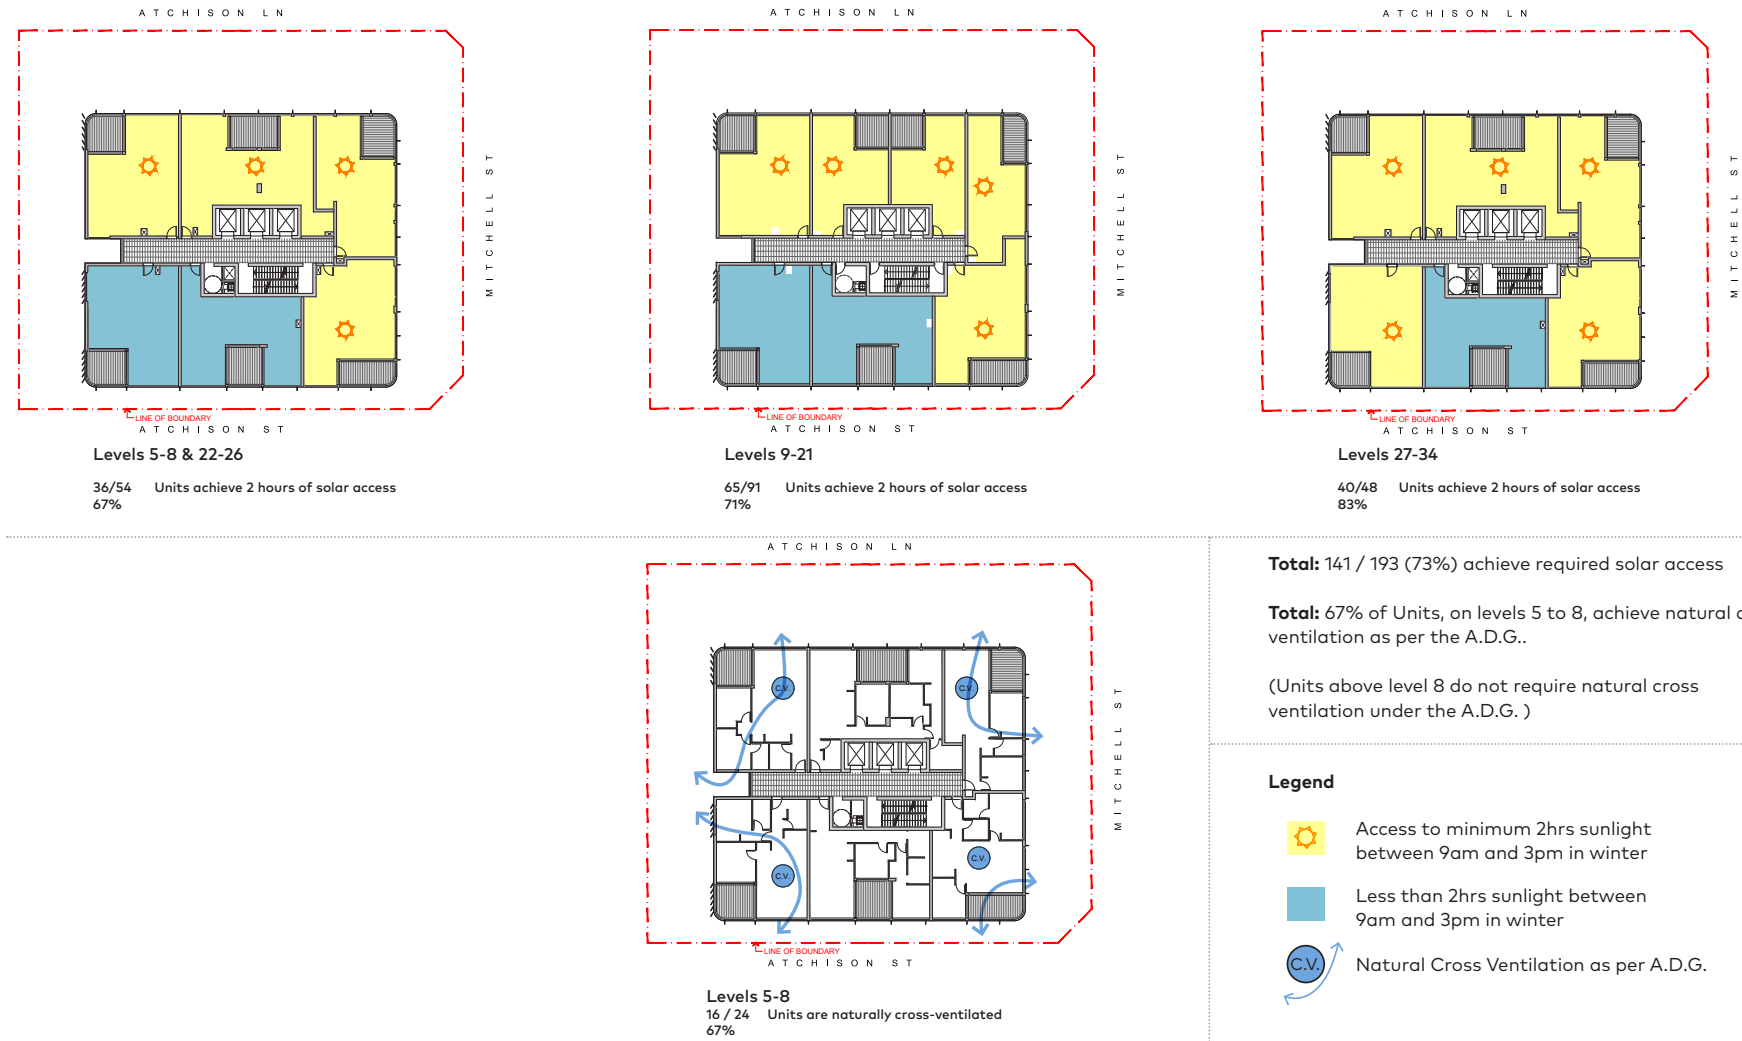 ATCHISON LN
ATCHISON LN
ATCHISON LN
MITCHELL ST
MITCHELL ST
MITCHELL ST
LINE OF BOUNDARY
LINE OF BOUNDARY
LINE OF BOUNDARY
ATCHISON ST
ATCHISON ST
ATCHISON ST
Levels 5-8 & 22-26
36/54 Units achieve 2 hours of solar access
67%
Levels 9-21
65/91 Units achieve 2 hours of solar access
71%
Levels 27-34
40/48 Units achieve 2 hours of solar access
83%
ATCHISON LN
C.V.
C.V.
C.V.
C.V.
MITCHELL ST
LINE OF BOUNDARY
ATCHISON ST
Levels 5-8
16 / 24 Units are naturally cross-ventilated
67%
Total: 141 / 193 (73%) achieve required solar access
Total: 67% of Units, on levels 5 to 8, achieve natural
ventilation as per the A.D.G..
(Units above level 8 do not require natural cross
ventilation under the A.D.G. )
Legend
Access to minimum 2hrs sunlight
between 9am and 3pm in winter
Less than 2hrs sunlight between
9am and 3pm in winter
C.V. Natural Cross Ventilation as per A.D.G.